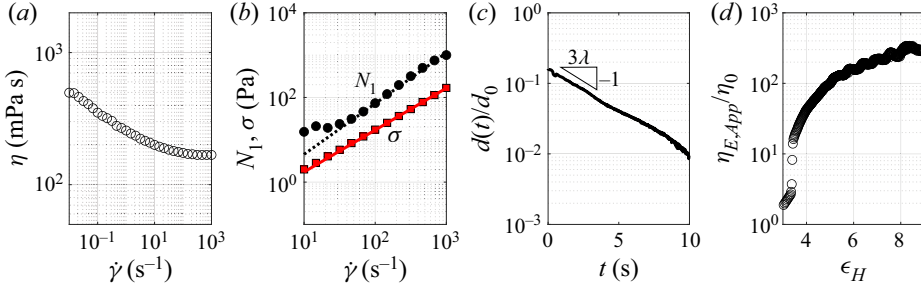 (a)
10³
10²
η (mPa s)
10⁻¹ 10¹ 10³
γ̇ (s⁻¹)
(b)
10⁴
10²
10⁰
N₁, σ (Pa)
N₁
σ
10¹ 10² 10³
γ̇ (s⁻¹)
(c)
10⁰
10⁻¹
10⁻²
10⁻³
d(t)/d₀
3λ
−1
0 5 10
t (s)
(d)
10³
10²
10¹
10⁰
η_{E,App}/η₀
4 6 8
ϵ_H